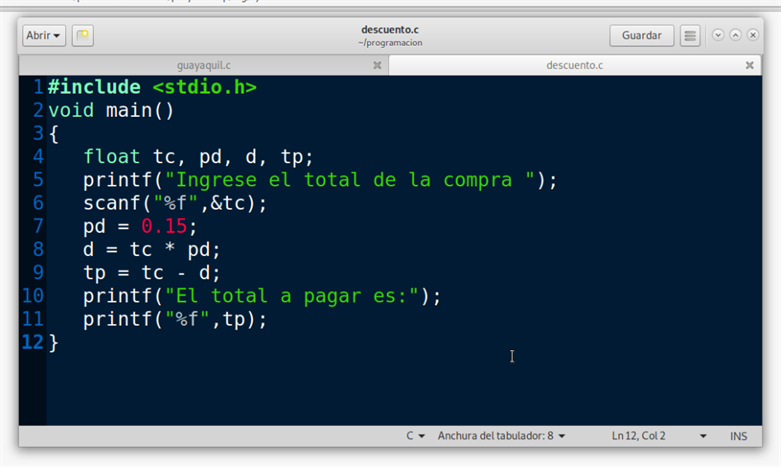 Abrir
descuento.c
~/programacion
Guardar
guayaquil.c
descuento.c
1 #include <stdio.h>
2 void main()
3 {
4    float tc, pd, d, tp;
5    printf("Ingrese el total de la compra ");
6    scanf("%f",&tc);
7    pd = 0.15;
8    d = tc * pd;
9    tp = tc - d;
10    printf("El total a pagar es:");
11    printf("%f",tp);
12 }
C Anchura del tabulador: 8 Ln 12, Col 2 INS